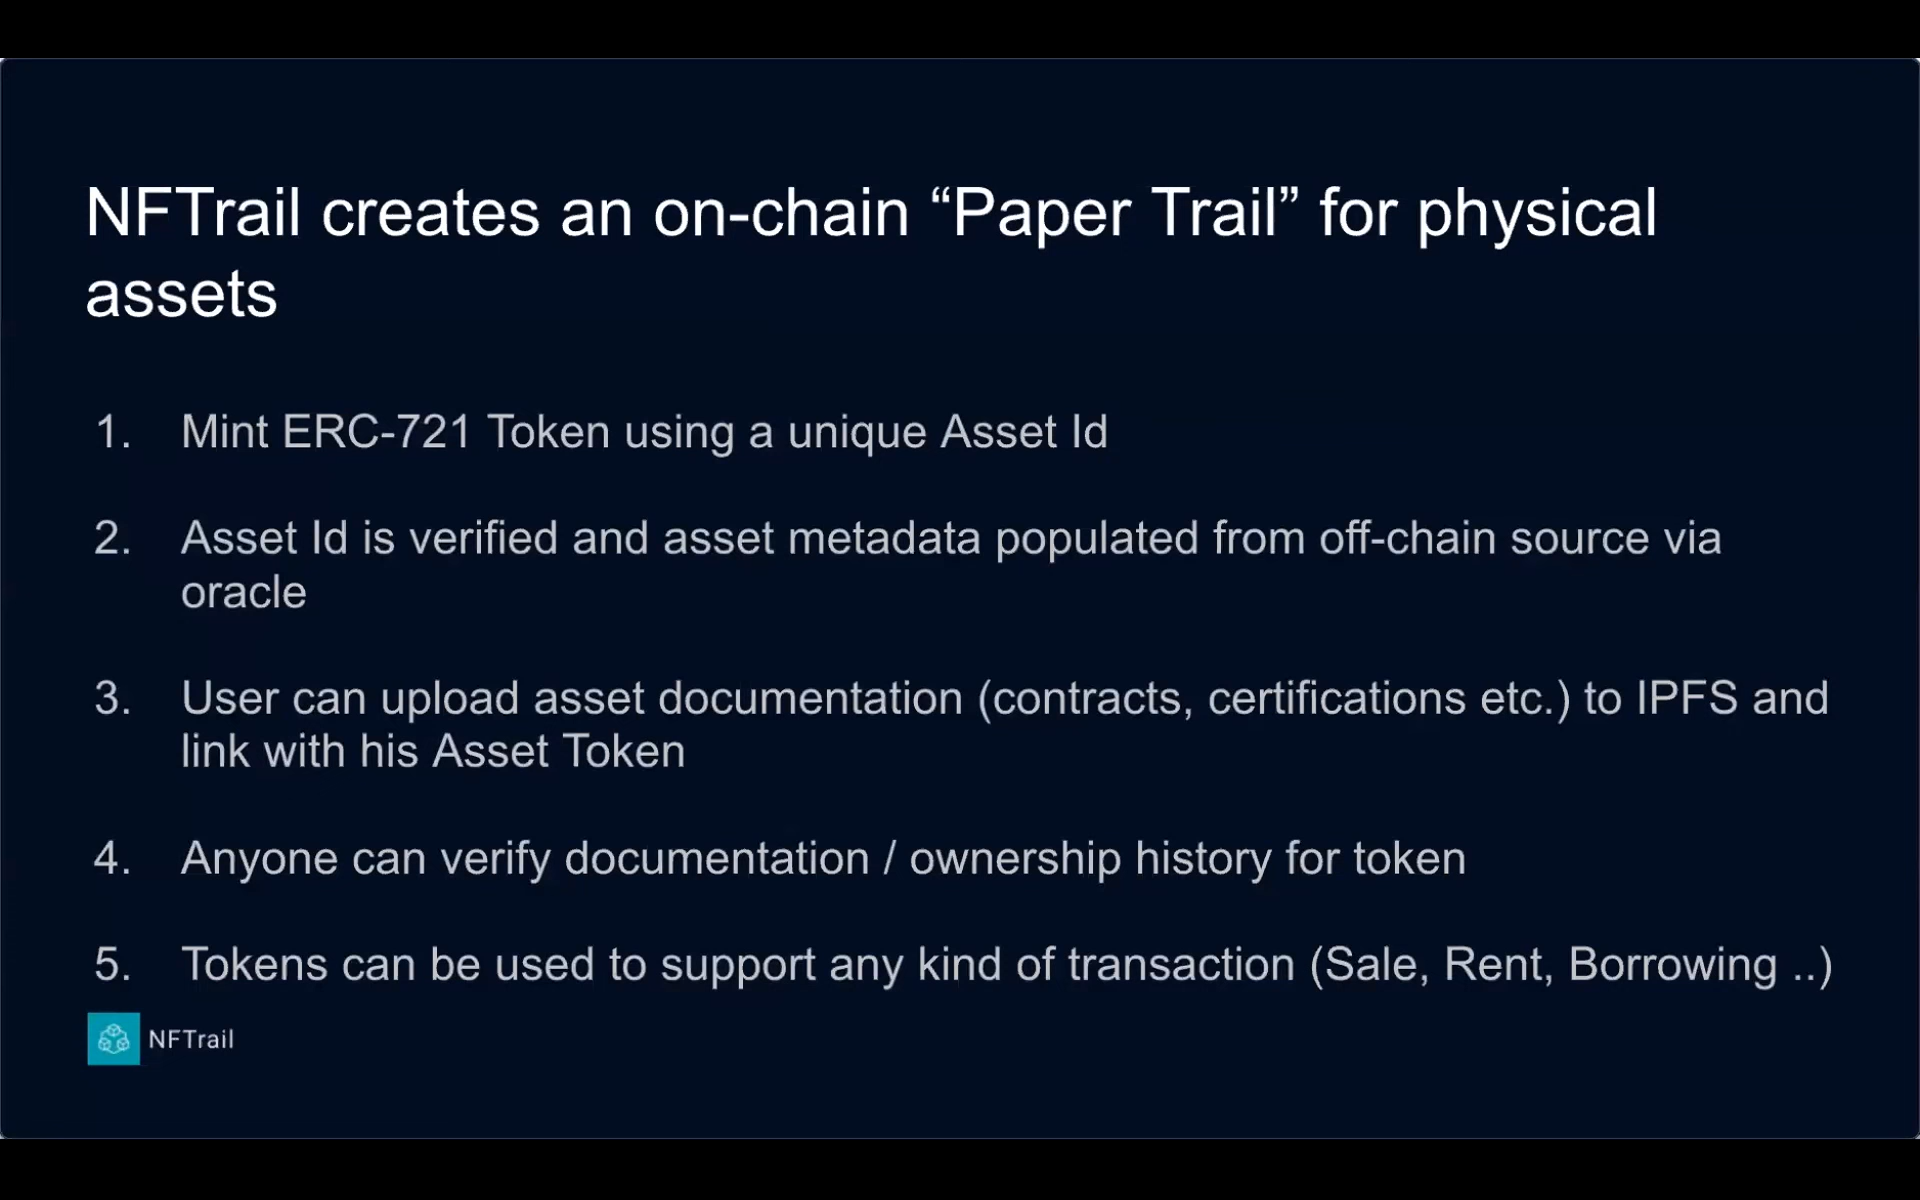 NFTrail creates an on-chain “Paper Trail” for physical
assets
1. Mint ERC-721 Token using a unique Asset Id
2. Asset Id is verified and asset metadata populated from off-chain source via
oracle
3. User can upload asset documentation (contracts, certifications etc.) to IPFS and
link with his Asset Token
4. Anyone can verify documentation / ownership history for token
5. Tokens can be used to support any kind of transaction (Sale, Rent, Borrowing ..)
NFTrail